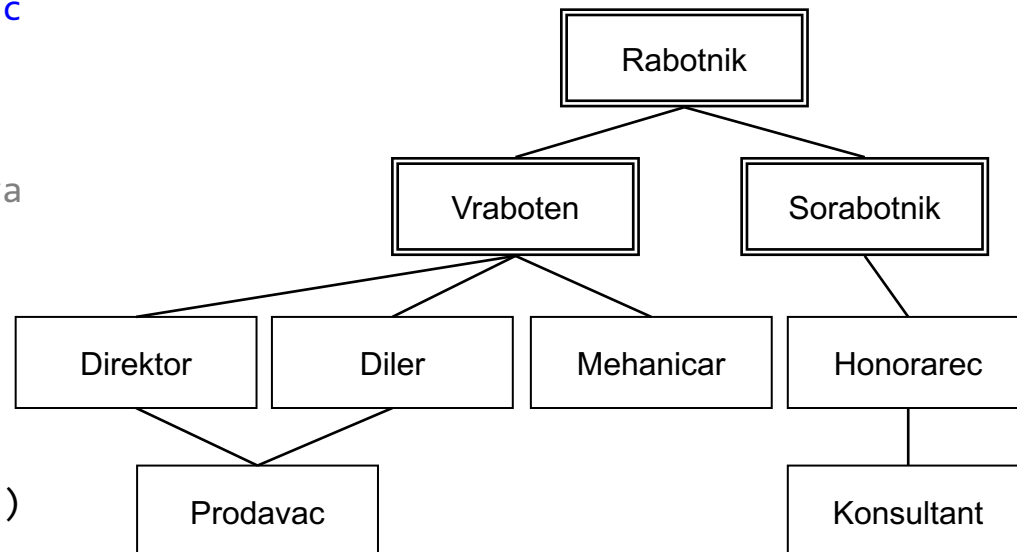 c
Rabotnik
a
Vraboten Sorabotnik
Direktor Diler Mehanicar Honorarec
)
Prodavac Konsultant